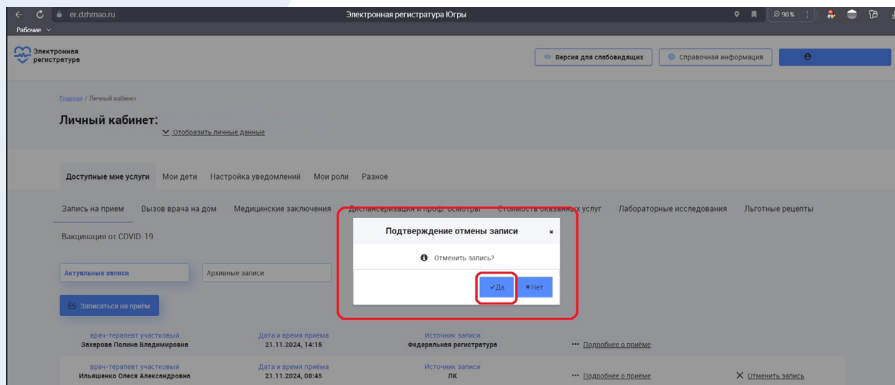 er.dzhmao.ru Электронная регистратура Югры 90 %
Рабочие
Электронная регистратура
Версия для слабовидящих Справочная информация
Главная / Личный кабинет
Личный кабинет:
Отобразить личные данные
Доступные мне услуги Мои дети Настройка уведомлений Мои роли Разное
Запись на прием Вызов врача на дом Медицинские заключения Диспансеризация и проф. осмотры Стоимость оказанных услуг Лабораторные исследования Льготные рецепты
Вакцинация от COVID-19
Подтверждение отмены записи
Отменить запись?
Да Нет
Актуальные записи Архивные записи
Записаться на приём
врач-терапевт участковый Дата и время приема Источник записи
Захарова Полина Владимировна 21.11.2024, 14:15 Федеральная регистратура ••• Подробнее о приёме
врач-терапевт участковый Дата и время приема Источник записи
Ильяшенко Олеся Александровна 21.11.2024, 08:45 ЛК ••• Подробнее о приёме Отменить запись